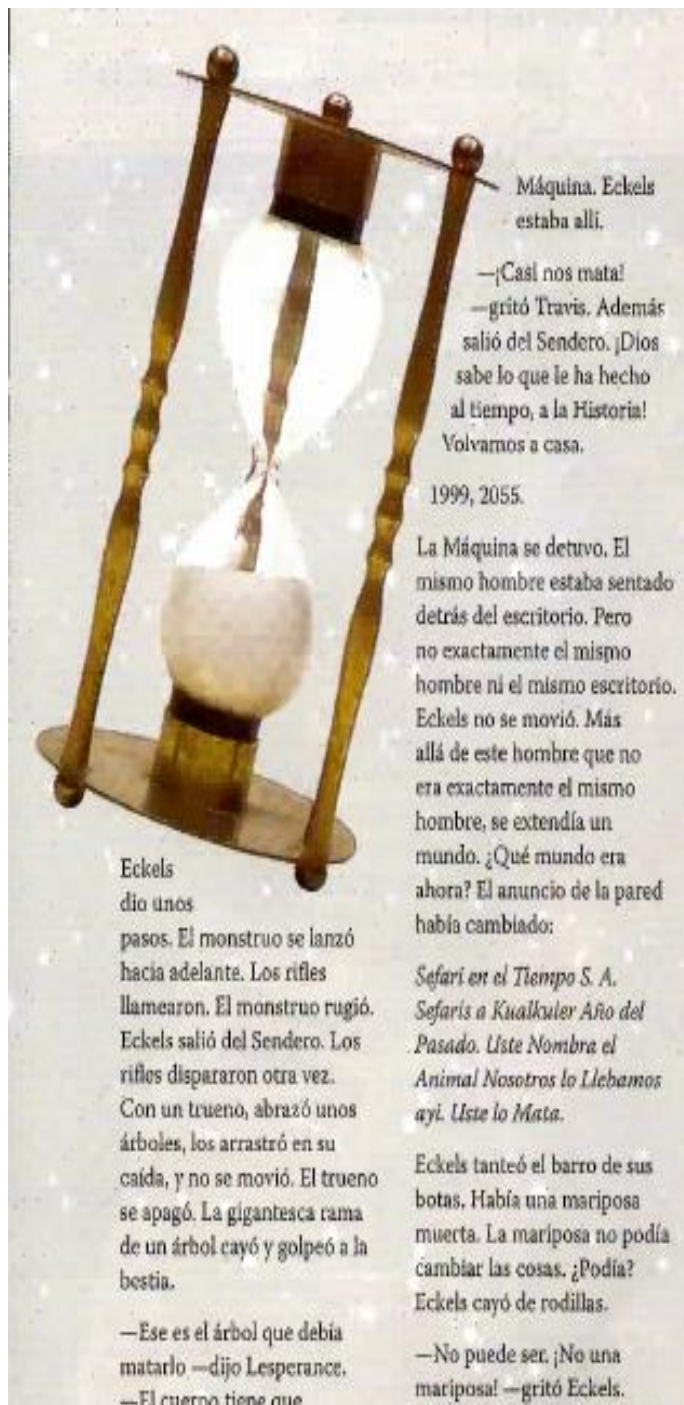 Eckels
dio unos
pasos. El monstruo se lanzó
hacia adelante. Los rifles
llamearon. El monstruo rugió.
Eckels salió del Sendero. Los
rifles dispararon otra vez.
Con un trueno, abrazó unos
árboles, los arrastró en su
caída, y no se movió. El trueno
se apagó. La gigantesca rama
de un árbol cayó y golpeó a la
bestia.
—Ese es el árbol que debía
matarlo —dijo Lesperance.
—El cuerpo tiene que
Máquina. Eckels
estaba allí.
—¡Casi nos mata!
—gritó Travis. Además
salió del Sendero. ¡Dios
sabe lo que le ha hecho
al tiempo, a la Historia!
Volvamos a casa.
1999, 2055.
La Máquina se detuvo. El
mismo hombre estaba sentado
detrás del escritorio. Pero
no exactamente el mismo
hombre ni el mismo escritorio.
Eckels no se movió. Más
allá de este hombre que no
era exactamente el mismo
hombre, se extendía un
mundo. ¿Qué mundo era
ahora? El anuncio de la pared
había cambiado:
Sefari en el Tiempo S. A.
Sefaris a Kualkuier Año del
Pasado. Uste Nombra el
Animal Nosotros lo Llebamos
ayi. Uste lo Mata.
Eckels tanteó el barro de sus
botas. Había una mariposa
muerta. La mariposa no podía
cambiar las cosas. ¿Podía?
Eckels cayó de rodillas.
—No puede ser. ¡No una
mariposa! —gritó Eckels.